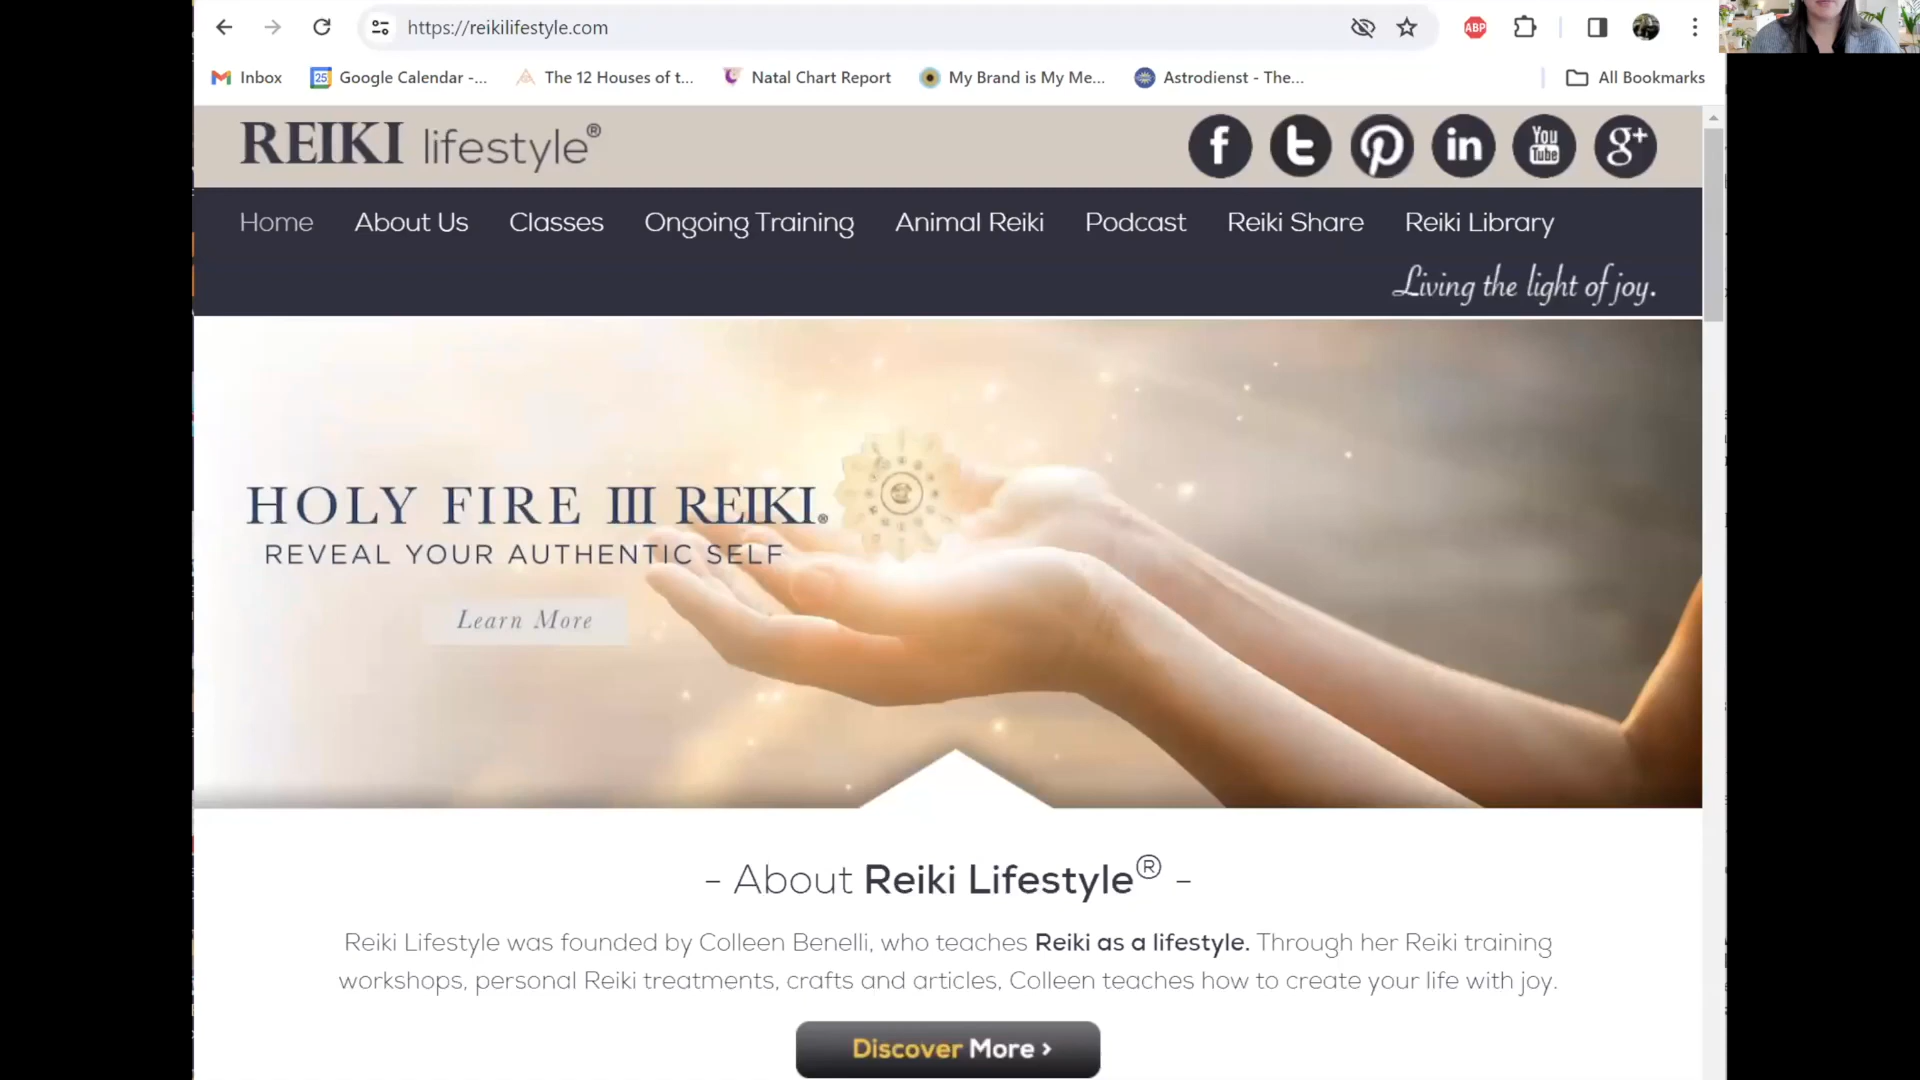 https://reikilifestyle.com
ABP
Inbox
25 Google Calendar -...
The 12 Houses of t...
Natal Chart Report
My Brand is My Me...
Astrodienst - The...
All Bookmarks
REIKI lifestyle®
f t P in You Tube g+
Home About Us Classes Ongoing Training Animal Reiki Podcast Reiki Share Reiki Library
Living the light of joy.
HOLY FIRE III REIKI®
REVEAL YOUR AUTHENTIC SELF
Learn More
- About Reiki Lifestyle® -
Reiki Lifestyle was founded by Colleen Benelli, who teaches Reiki as a lifestyle. Through her Reiki training
workshops, personal Reiki treatments, crafts and articles, Colleen teaches how to create your life with joy.
Discover More >